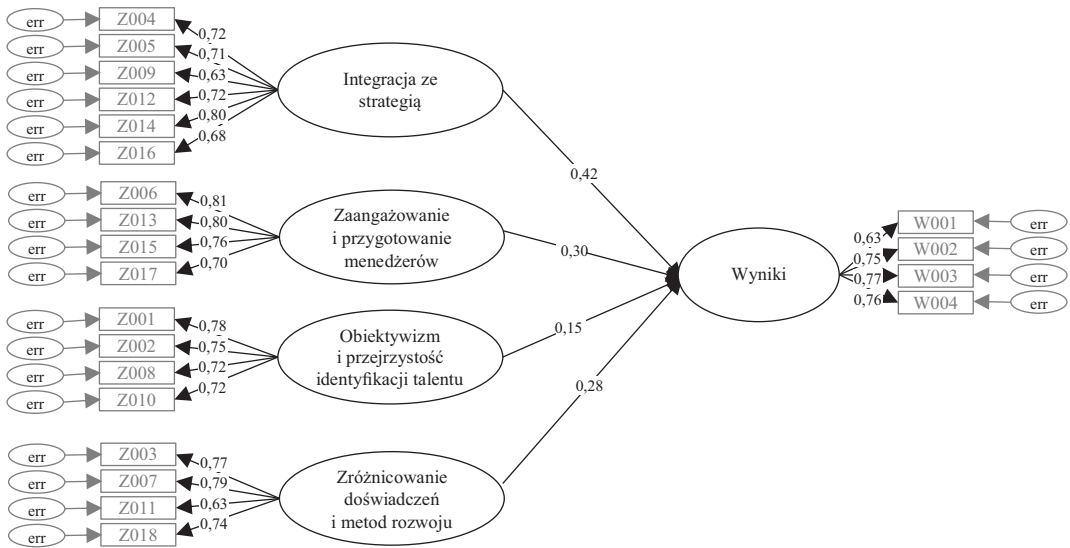 err Z004
err Z005
err Z009
err Z012
err Z014
err Z016
0,72
0,71
0,63
0,72
0,80
0,68
Integracja ze
strategią
0,42
err Z006
err Z013
err Z015
err Z017
0,81
0,80
0,76
0,70
Zaangażowanie
i przygotowanie
menedżerów
0,30
err Z001
err Z002
err Z008
err Z010
0,78
0,75
0,72
0,72
Obiektywizm
i przejrzystość
identyfikacji talentu
0,15
err Z003
err Z007
err Z011
err Z018
0,77
0,79
0,63
0,74
Zróżnicowanie
doświadczeń
i metod rozwoju
0,28
Wyniki
0,63
0,75
0,77
0,76
W001 err
W002 err
W003 err
W004 err